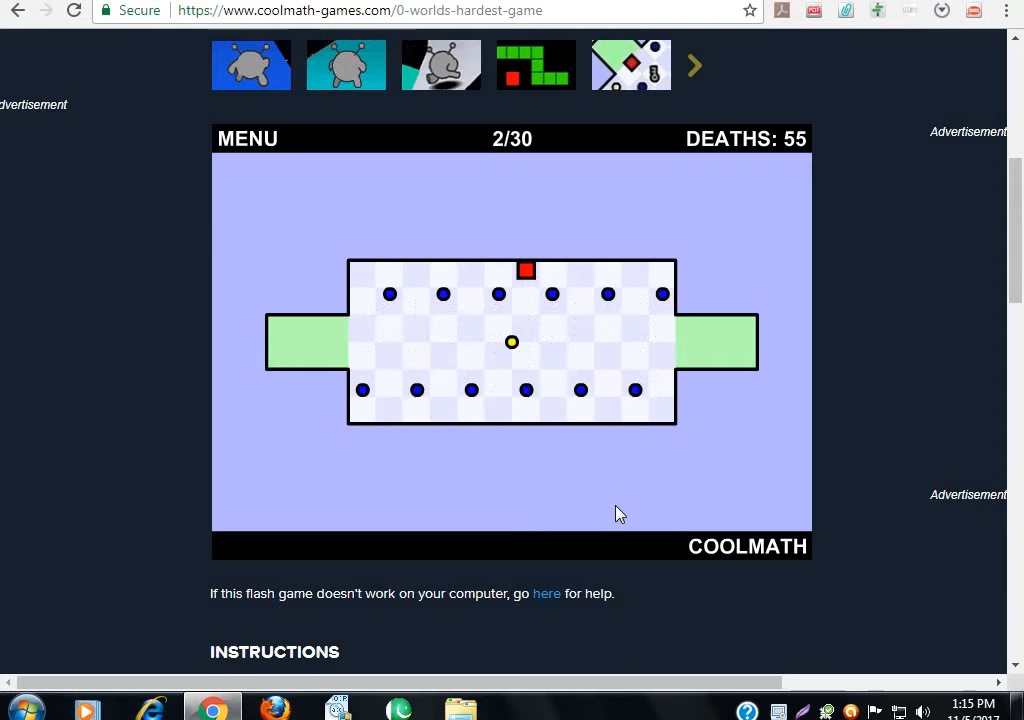 Secure
https://www.coolmath-games.com/0-worlds-hardest-game
dvertisement
Advertisement
MENU 2/30 DEATHS: 55
Advertisement
COOLMATH
If this flash game doesn't work on your computer, go here for help.
INSTRUCTIONS
1:15 PM